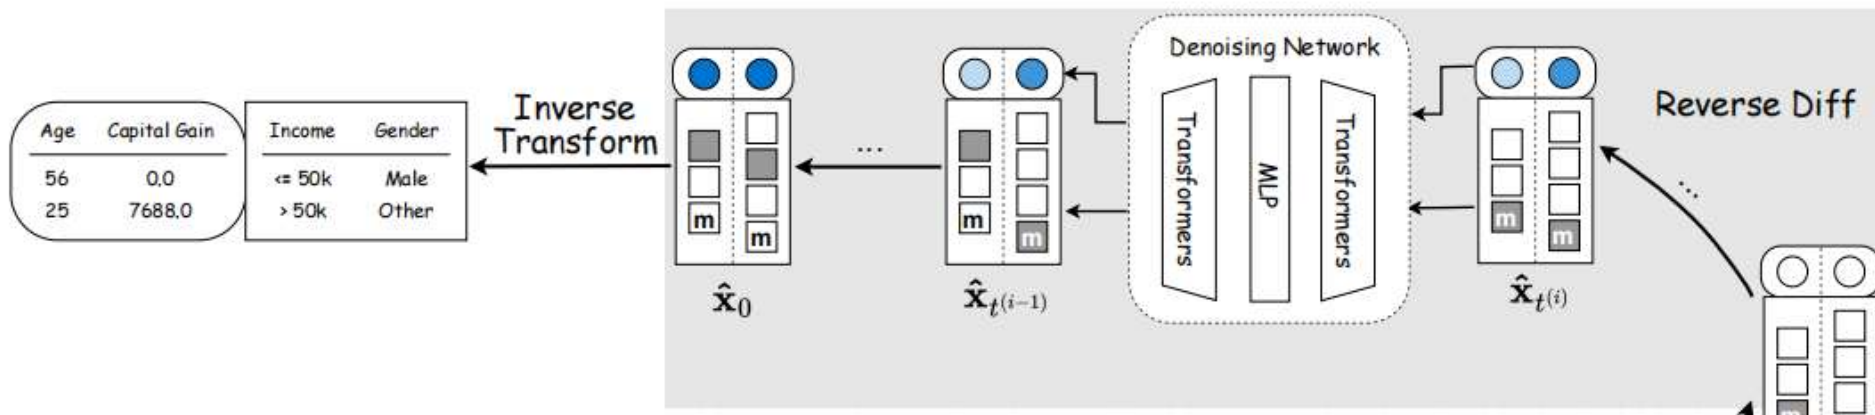 Age Capital Gain Income Gender
56 0.0 <= 50k Male
25 7688.0 > 50k Other
Inverse
Transform
m
m
x̂0
...
m
m
x̂t(i−1)
Denoising Network
Transformers
MLP
Transformers
m
m
x̂t(i)
Reverse Diff
...